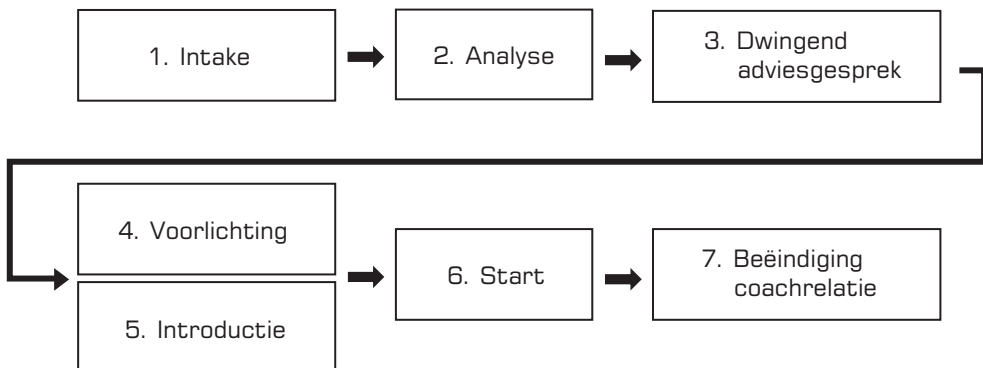 1. Intake
2. Analyse
3. Dwingend
adviesgesprek
4. Voorlichting
5. Introductie
6. Start
7. Beëindiging
coachrelatie